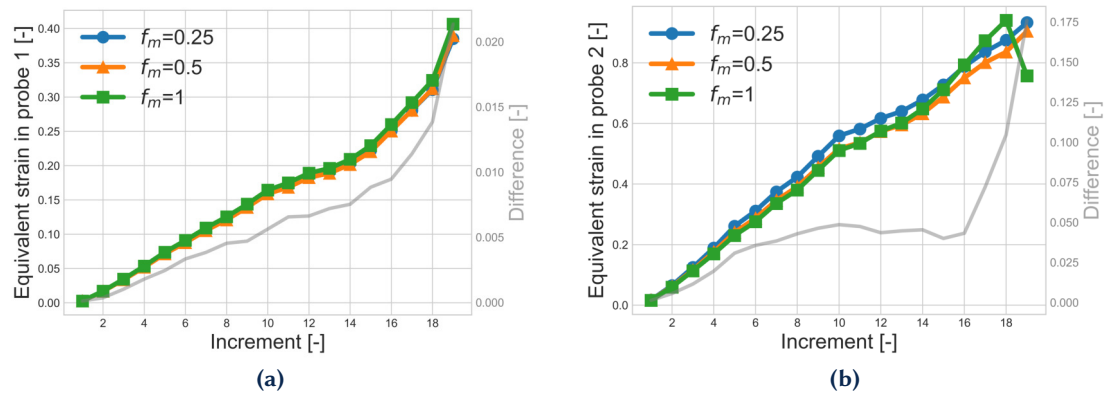 0.40
0.35
0.30
0.25
0.20
0.15
0.10
0.05
0.00
Equivalent strain in probe 1 [-]
f_m=0.25
f_m=0.5
f_m=1
0.020
0.015
0.010
0.005
0.000
Difference [-]
2 4 6 8 10 12 14 16 18
Increment [-]
(a)
0.8
0.6
0.4
0.2
0.0
Equivalent strain in probe 2 [-]
f_m=0.25
f_m=0.5
f_m=1
0.175
0.150
0.125
0.100
0.075
0.050
0.025
0.000
Difference [-]
2 4 6 8 10 12 14 16 18
Increment [-]
(b)